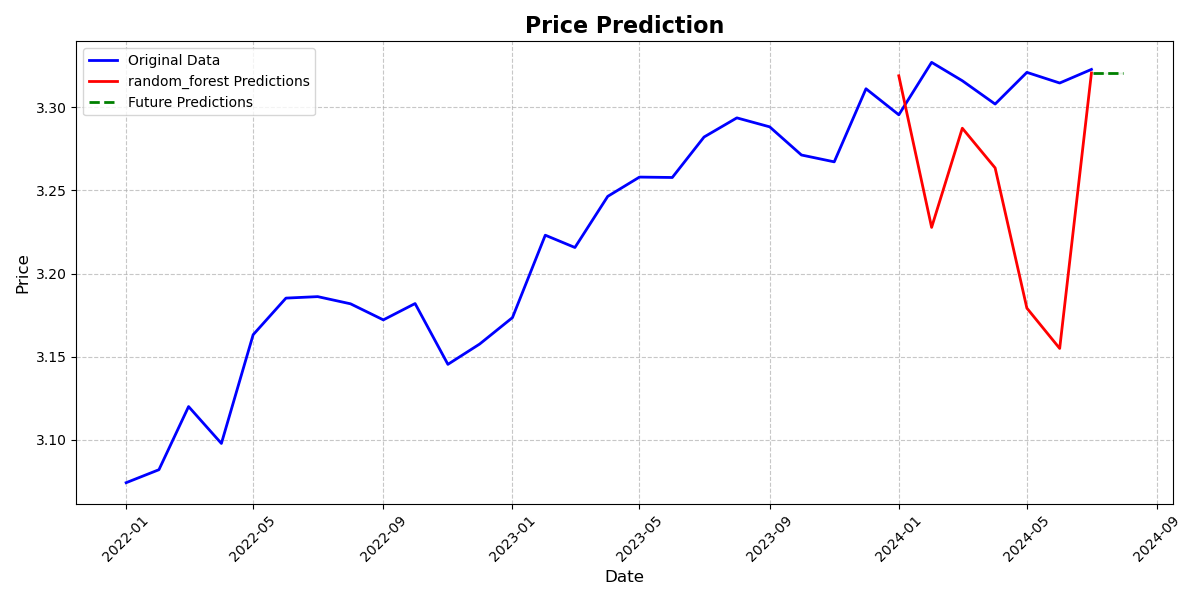 Price Prediction
Original Data
random_forest Predictions
Future Predictions
Price
3.30
3.25
3.20
3.15
3.10
2022-01
2022-05
2022-09
2023-01
2023-05
2023-09
2024-01
2024-05
2024-09
Date